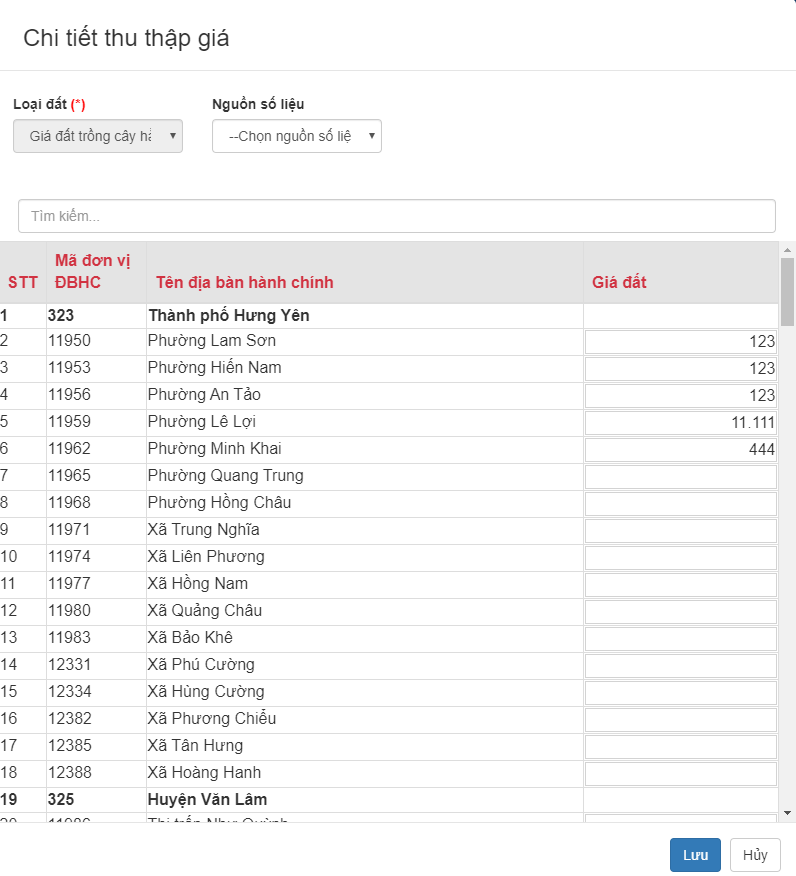 Chi tiết thu thập giá
Loại đất (*) Nguồn số liệu
Giá đất trồng cây --Chọn nguồn số liệ
Tìm kiếm...
Mã đơn vị
STT ĐBHC Tên địa bàn hành chính Giá đất
1 323 Thành phố Hưng Yên
2 11950 Phường Lam Sơn 123
3 11953 Phường Hiến Nam 123
4 11956 Phường An Tảo 123
5 11959 Phường Lê Lợi 11.111
6 11962 Phường Minh Khai 444
7 11965 Phường Quang Trung
8 11968 Phường Hồng Châu
9 11971 Xã Trung Nghĩa
10 11974 Xã Liên Phương
11 11977 Xã Hồng Nam
12 11980 Xã Quảng Châu
13 11983 Xã Bảo Khê
14 12331 Xã Phú Cường
15 12334 Xã Hùng Cường
16 12382 Xã Phương Chiểu
17 12385 Xã Tân Hưng
18 12388 Xã Hoàng Hanh
19 325 Huyện Văn Lâm
Lưu Hủy